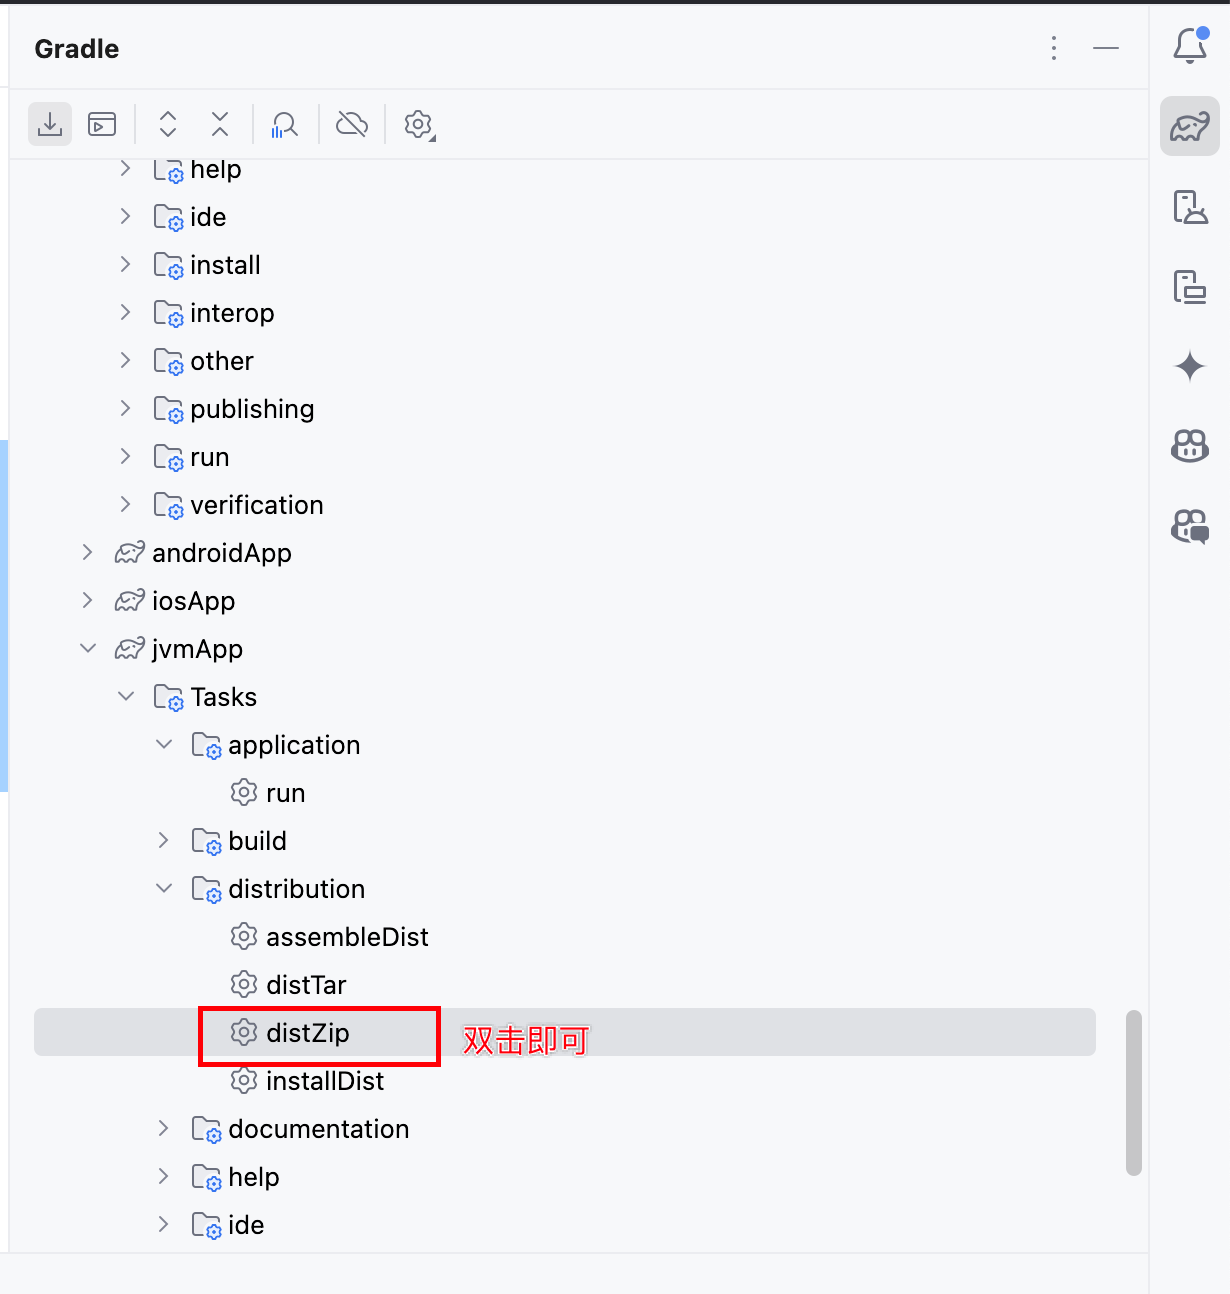 Gradle
help
ide
install
interop
other
publishing
run
verification
androidApp
iosApp
jvmApp
Tasks
application
run
build
distribution
assembleDist
distTar
distZip 双击即可
installDist
documentation
help
ide